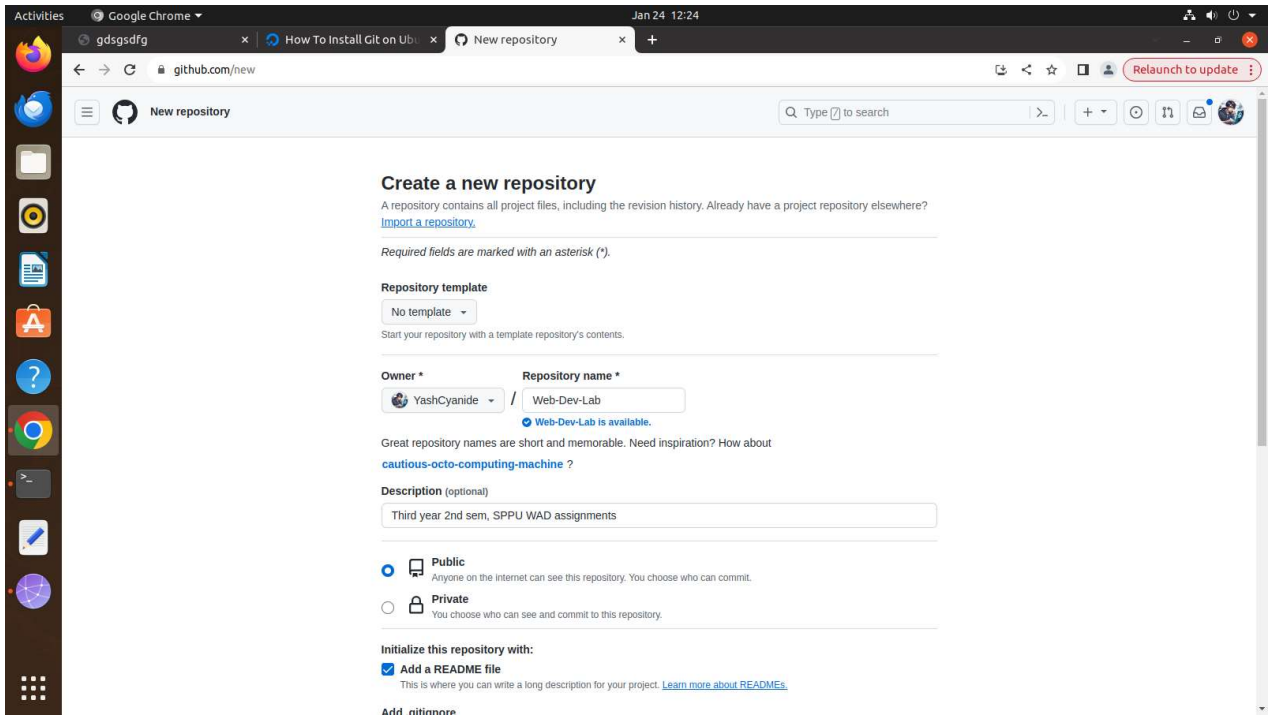 Activities Google Chrome Jan 24 12:24
gdsgsdfg × How To Install Git on Ubu × New repository × +
github.com/new Relaunch to update
New repository Type / to search
Create a new repository
A repository contains all project files, including the revision history. Already have a project repository elsewhere?
Import a repository.
Required fields are marked with an asterisk (*).
Repository template
No template
Start your repository with a template repository's contents.
Owner * Repository name *
YashCyanide / Web-Dev-Lab
Web-Dev-Lab is available.
Great repository names are short and memorable. Need inspiration? How about
cautious-octo-computing-machine ?
Description (optional)
Third year 2nd sem, SPPU WAD assignments
Public
Anyone on the internet can see this repository. You choose who can commit.
Private
You choose who can see and commit to this repository.
Initialize this repository with:
Add a README file
This is where you can write a long description for your project. Learn more about READMEs.
Add .gitignore